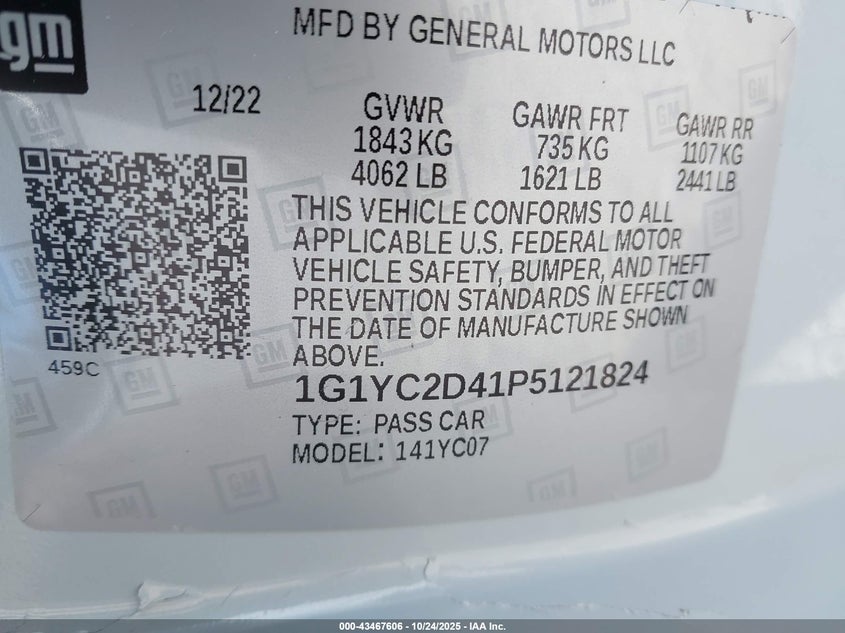 gm
MFD BY GENERAL MOTORS LLC
12/22
GVWR
1843 KG
4062 LB
GAWR FRT
735 KG
1621 LB
GAWR RR
1107 KG
2441 LB
THIS VEHICLE CONFORMS TO ALL
APPLICABLE U.S. FEDERAL MOTOR
VEHICLE SAFETY, BUMPER, AND THEFT
PREVENTION STANDARDS IN EFFECT ON
THE DATE OF MANUFACTURE SHOWN
ABOVE.
459C
1G1YC2D41P5121824
TYPE: PASS CAR
MODEL: 141YC07
000-43467606 - 10/24/2025 - IAA Inc.